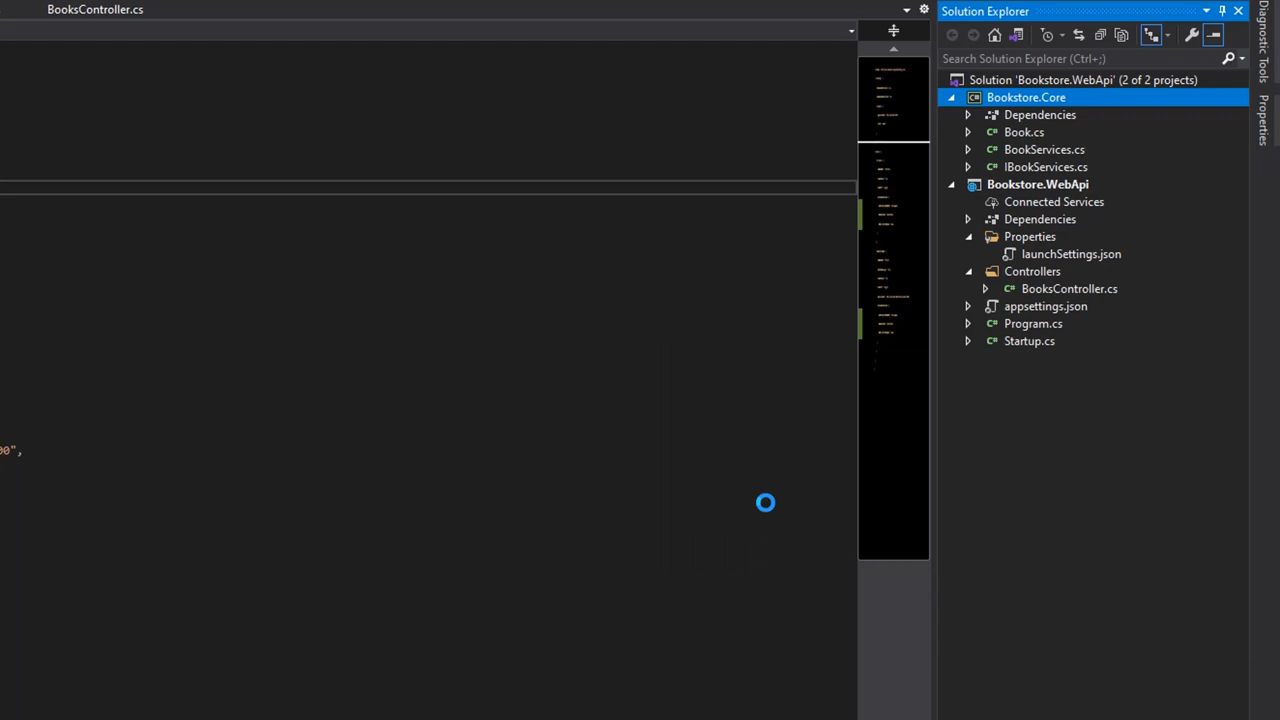 BooksController.cs
Solution Explorer
Search Solution Explorer (Ctrl+;)
Solution 'Bookstore.WebApi' (2 of 2 projects)
Bookstore.Core
Dependencies
Book.cs
BookServices.cs
IBookServices.cs
Bookstore.WebApi
Connected Services
Dependencies
Properties
launchSettings.json
Controllers
BooksController.cs
appsettings.json
Program.cs
Startup.cs
Diagnostic Tools
Properties
00",